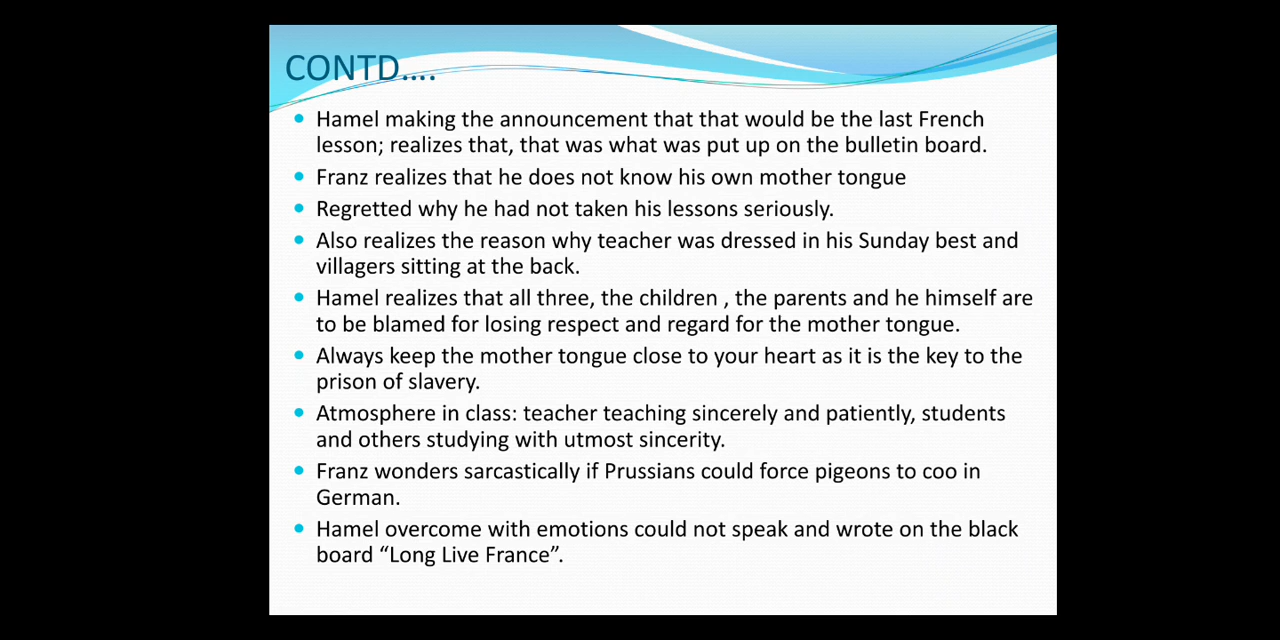 CONTD....
• Hamel making the announcement that that would be the last French
lesson; realizes that, that was what was put up on the bulletin board.
• Franz realizes that he does not know his own mother tongue
• Regretted why he had not taken his lessons seriously.
• Also realizes the reason why teacher was dressed in his Sunday best and
villagers sitting at the back.
• Hamel realizes that all three, the children , the parents and he himself are
to be blamed for losing respect and regard for the mother tongue.
• Always keep the mother tongue close to your heart as it is the key to the
prison of slavery.
• Atmosphere in class: teacher teaching sincerely and patiently, students
and others studying with utmost sincerity.
• Franz wonders sarcastically if Prussians could force pigeons to coo in
German.
• Hamel overcome with emotions could not speak and wrote on the black
board “Long Live France”.